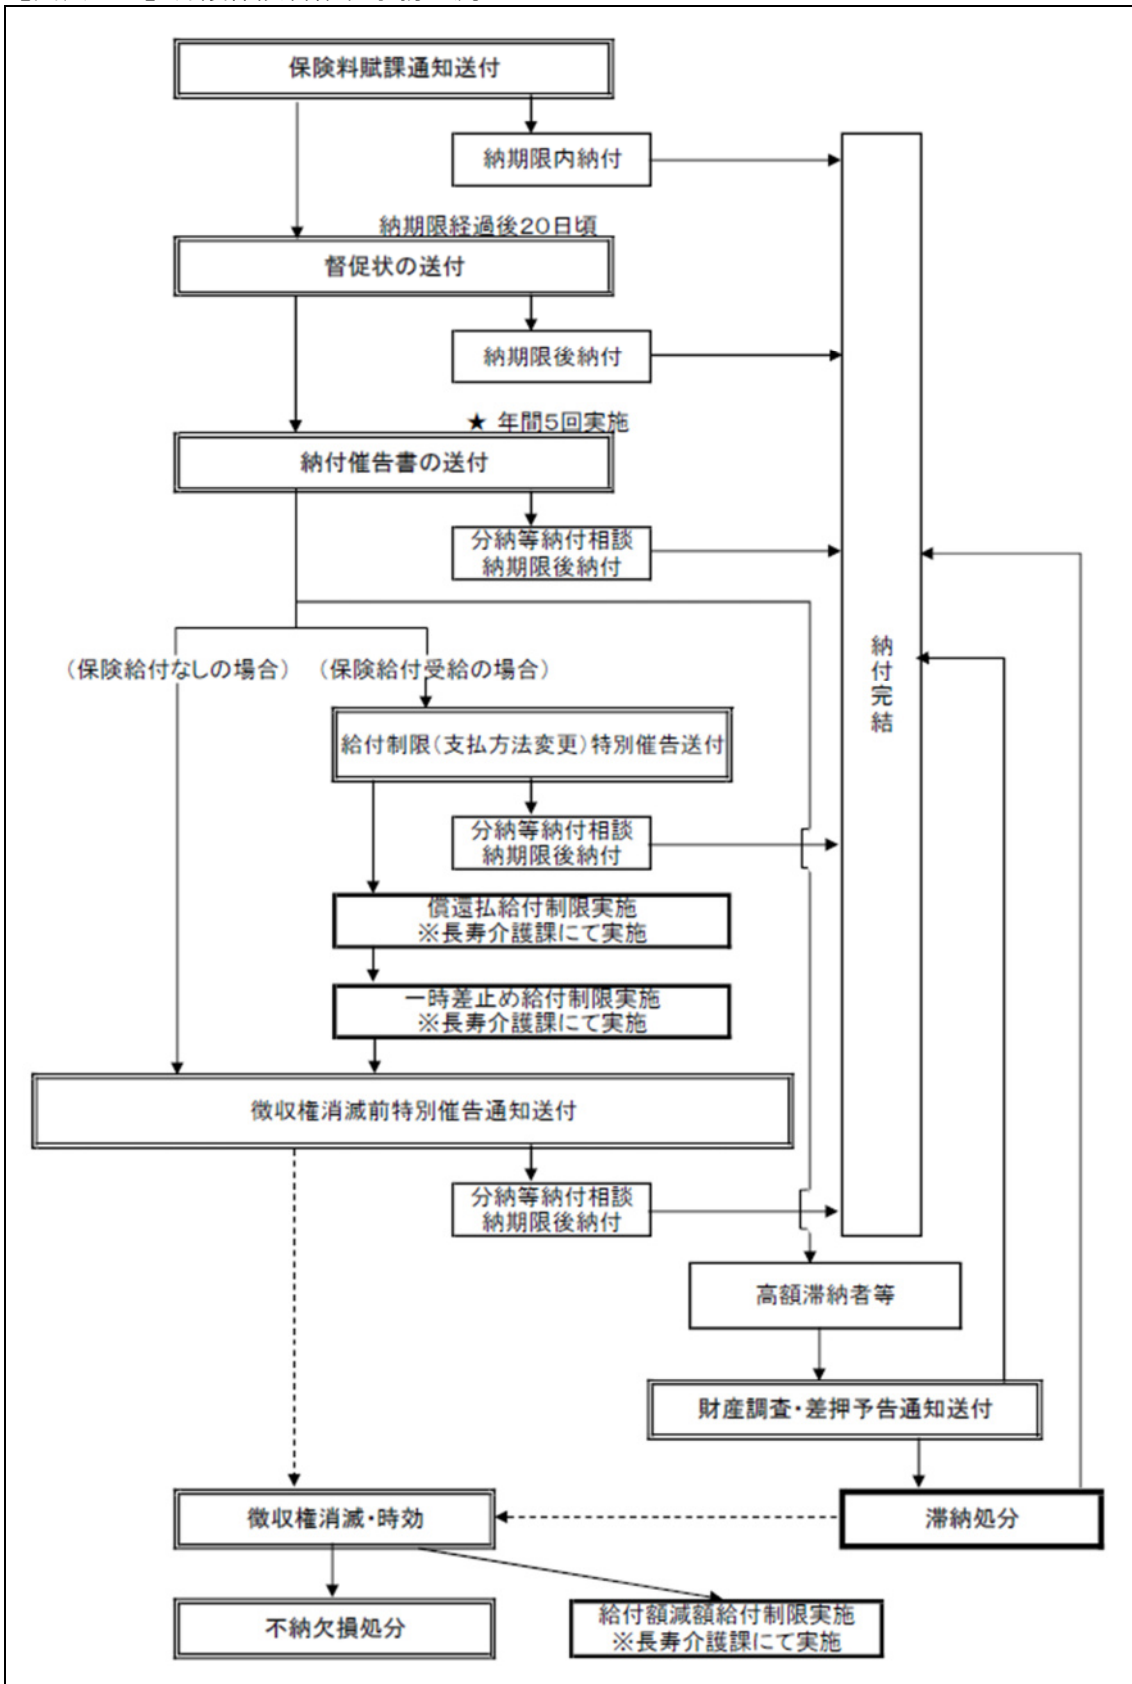 保険料賦課通知送付
納期限内納付
納期限経過後20日頃
督促状の送付
納期限後納付
★ 年間5回実施
納付催告書の送付
分納等納付相談
納期限後納付
(保険給付なしの場合)
(保険給付受給の場合)
納付完結
給付制限(支払方法変更)特別催告送付
分納等納付相談
納期限後納付
償還払給付制限実施
※長寿介護課にて実施
一時差止め給付制限実施
※長寿介護課にて実施
徴収権消滅前特別催告通知送付
分納等納付相談
納期限後納付
高額滞納者等
財産調査・差押予告通知送付
徴収権消滅・時効
滞納処分
不納欠損処分
給付額減額給付制限実施
※長寿介護課にて実施